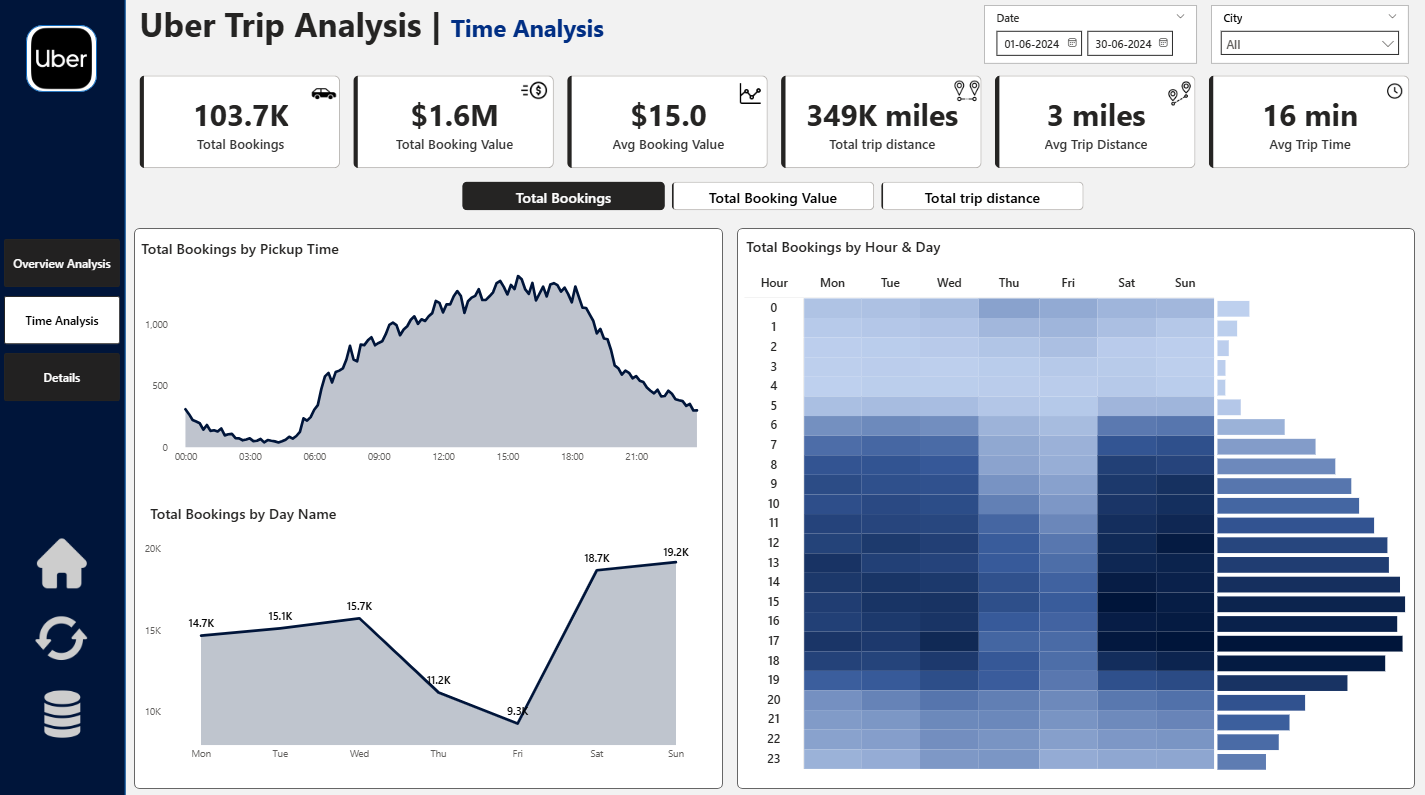 Uber
Uber Trip Analysis | Time Analysis
Date
01-06-2024 30-06-2024
City
All
103.7K
Total Bookings
$1.6M
Total Booking Value
$15.0
Avg Booking Value
349K miles
Total trip distance
3 miles
Avg Trip Distance
16 min
Avg Trip Time
Total Bookings Total Booking Value Total trip distance
Overview Analysis
Time Analysis
Details
Total Bookings by Pickup Time
1,000
500
0
00:00 03:00 06:00 09:00 12:00 15:00 18:00 21:00
Total Bookings by Day Name
20K
15K
10K
14.7K 15.1K 15.7K 11.2K 9.3K 18.7K 19.2K
Mon Tue Wed Thu Fri Sat Sun
Total Bookings by Hour & Day
Hour Mon Tue Wed Thu Fri Sat Sun
0
1
2
3
4
5
6
7
8
9
10
11
12
13
14
15
16
17
18
19
20
21
22
23